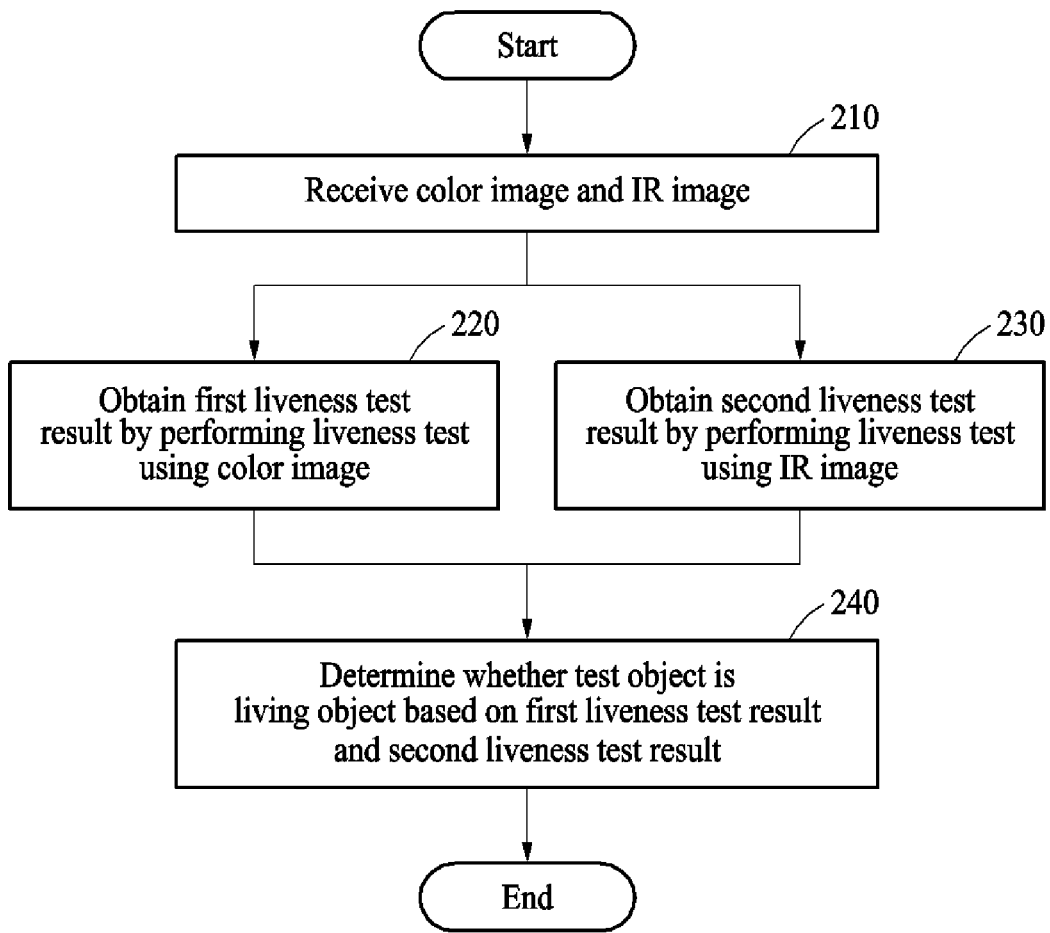 Start
210
Receive color image and IR image
220
Obtain first liveness test
result by performing liveness test
using color image
230
Obtain second liveness test
result by performing liveness test
using IR image
240
Determine whether test object is
living object based on first liveness test result
and second liveness test result
End